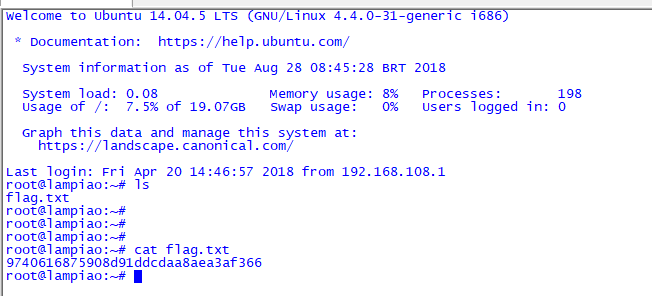 Welcome to Ubuntu 14.04.5 LTS (GNU/Linux 4.4.0-31-generic i686)
* Documentation:  https://help.ubuntu.com/
System information as of Tue Aug 28 08:45:28 BRT 2018
System load: 0.08              Memory usage: 8%   Processes:       198
Usage of /:  7.5% of 19.07GB   Swap usage:   0%   Users logged in: 0
Graph this data and manage this system at:
https://landscape.canonical.com/
Last login: Fri Apr 20 14:46:57 2018 from 192.168.108.1
root@lampiao:~# ls
flag.txt
root@lampiao:~#
root@lampiao:~#
root@lampiao:~#
root@lampiao:~# cat flag.txt
9740616875908d91ddcdaa8aea3af366
root@lampiao:~#